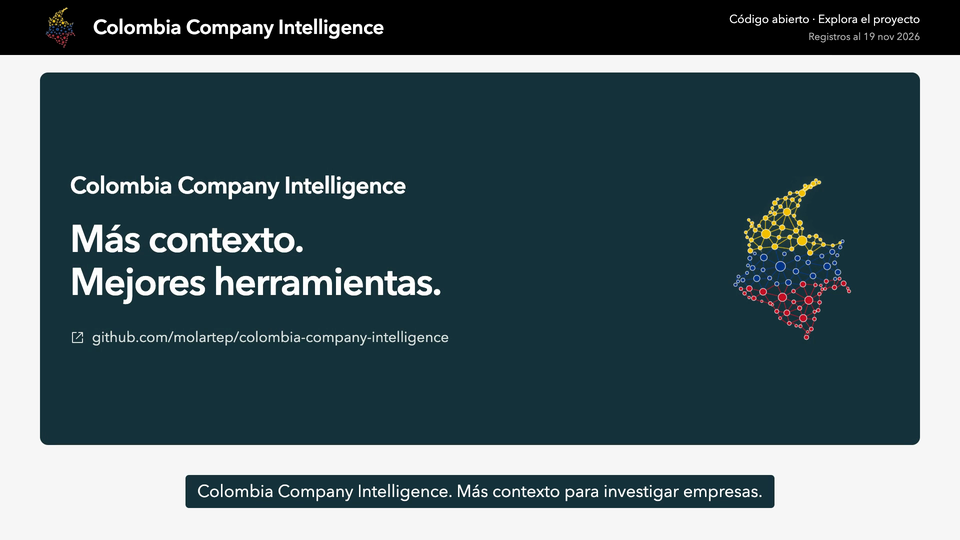 Colombia Company Intelligence
Código abierto · Explora el proyecto
Registros al 19 nov 2026
Colombia Company Intelligence
Más contexto.
Mejores herramientas.
github.com/molartep/colombia-company-intelligence
Colombia Company Intelligence. Más contexto para investigar empresas.